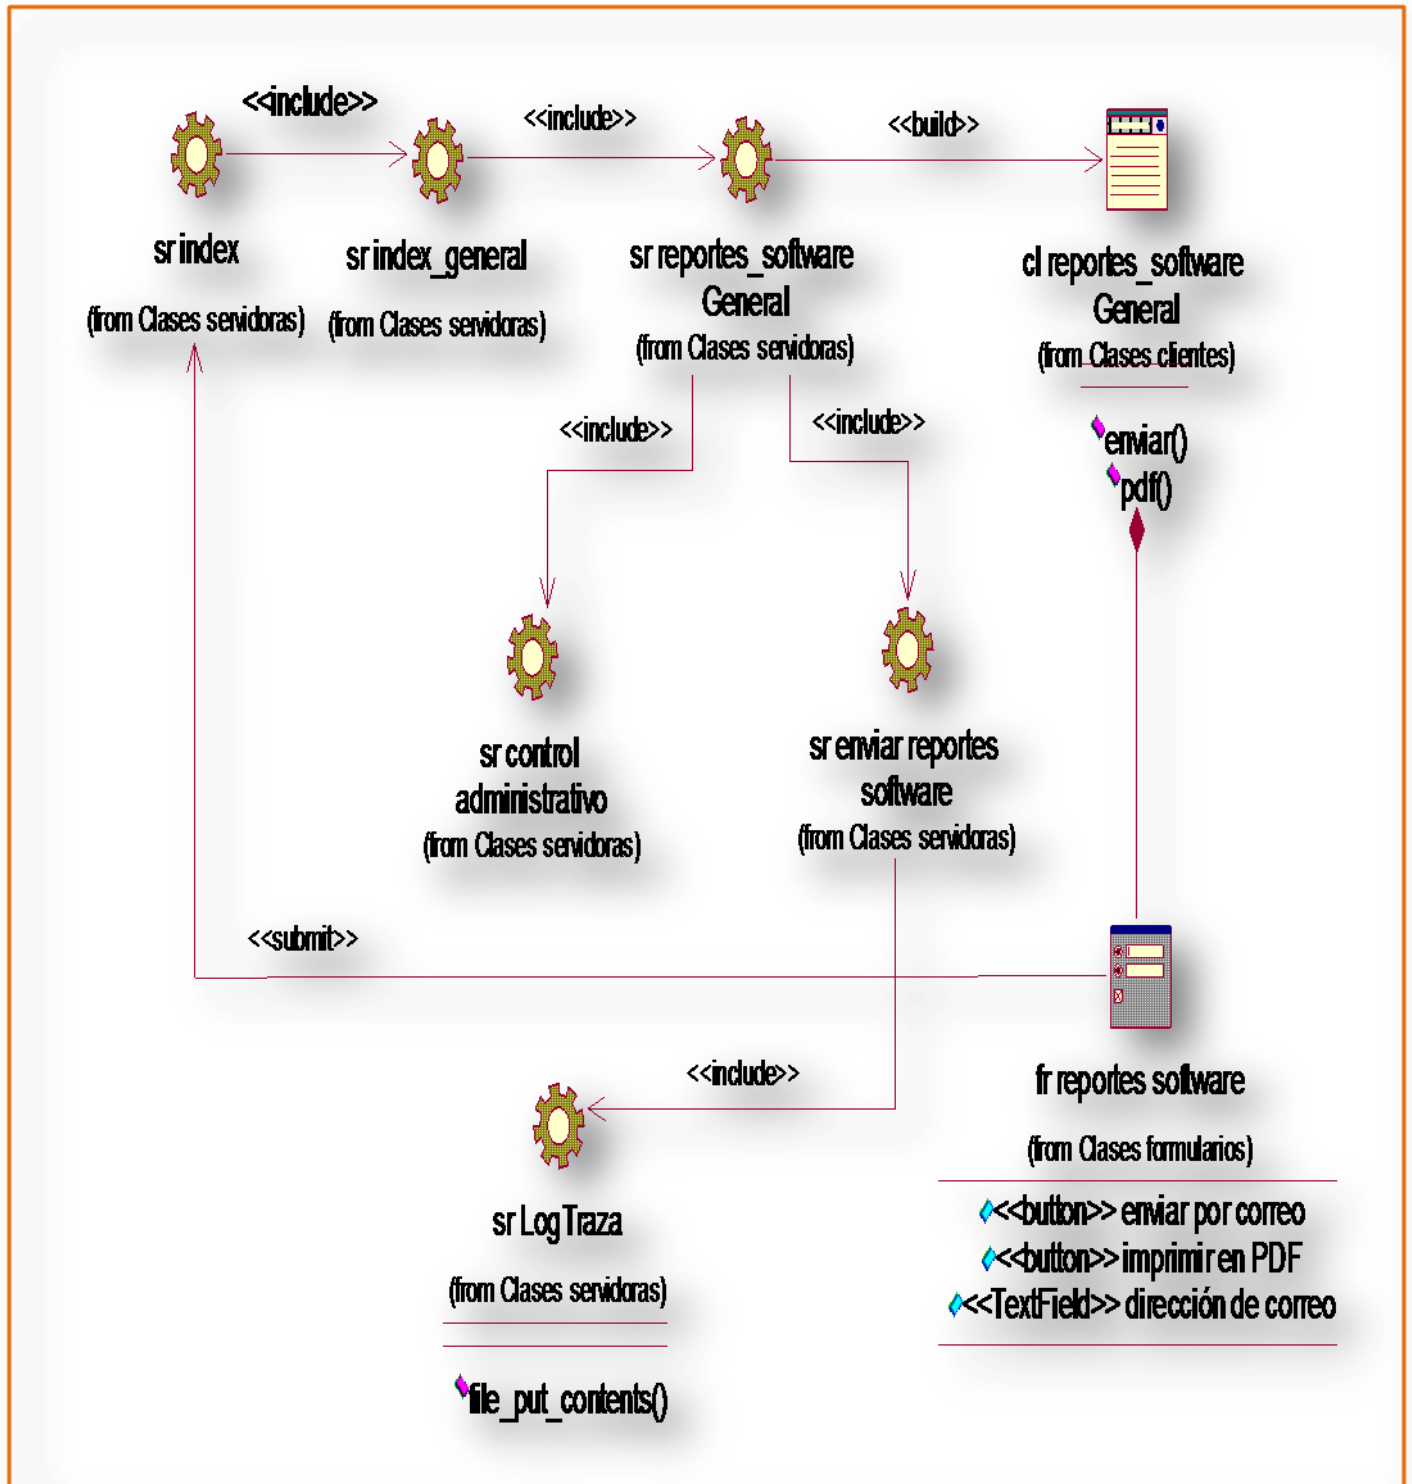 <<include>>
<<include>>
<<build>>
sr index
(from Clases servidoras)
sr index_general
(from Clases servidoras)
sr reportes_software
General
(from Clases servidoras)
cl reportes_software
General
(from Clases clientes)
enviar()
pdf()
<<include>>
<<include>>
sr control
administrativo
(from Clases servidoras)
sr enviar reportes
software
(from Clases servidoras)
<<submit>>
<<include>>
fr reportes software
(from Clases formularios)
<<button>> enviar por correo
<<button>> imprimir en PDF
<<TextField>> dirección de correo
sr LogTraza
(from Clases servidoras)
file_put_contents()